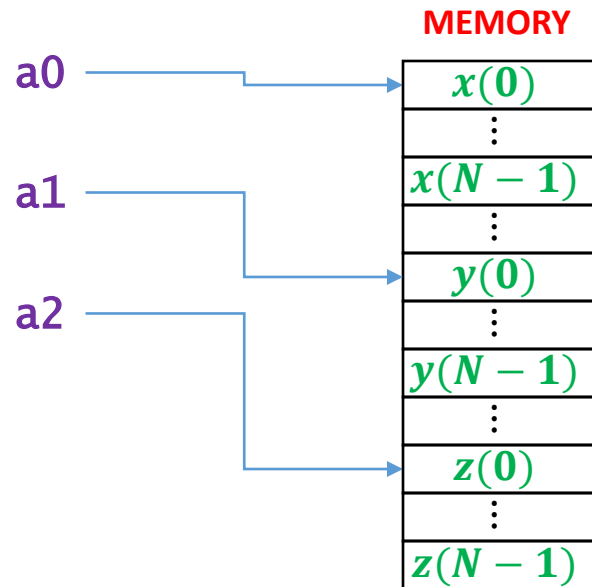 MEMORY
a0
x(0)
⋮
a1
x(N − 1)
⋮
y(0)
a2
⋮
y(N − 1)
⋮
z(0)
⋮
z(N − 1)